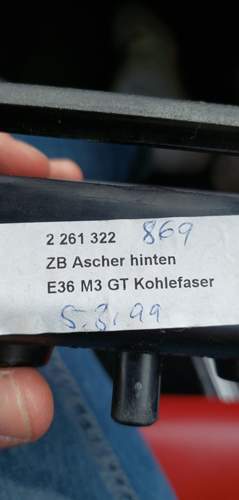 2 261 322 869
ZB Ascher hinten
E36 M3 GT Kohlefaser
5.3.99